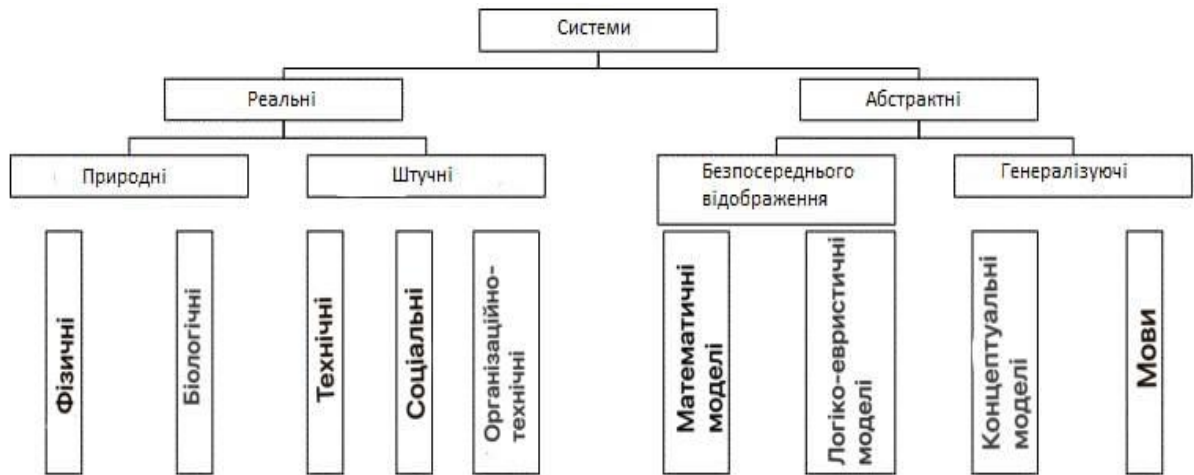 Системи
Реальні
Абстрактні
Природні
Штучні
Безпосереднього
відображення
Генералізуючі
Фізичні
Біологічні
Технічні
Соціальні
Організаційно-
технічні
Математичні
моделі
Логіко-евристичні
моделі
Концептуальні
моделі
Мови